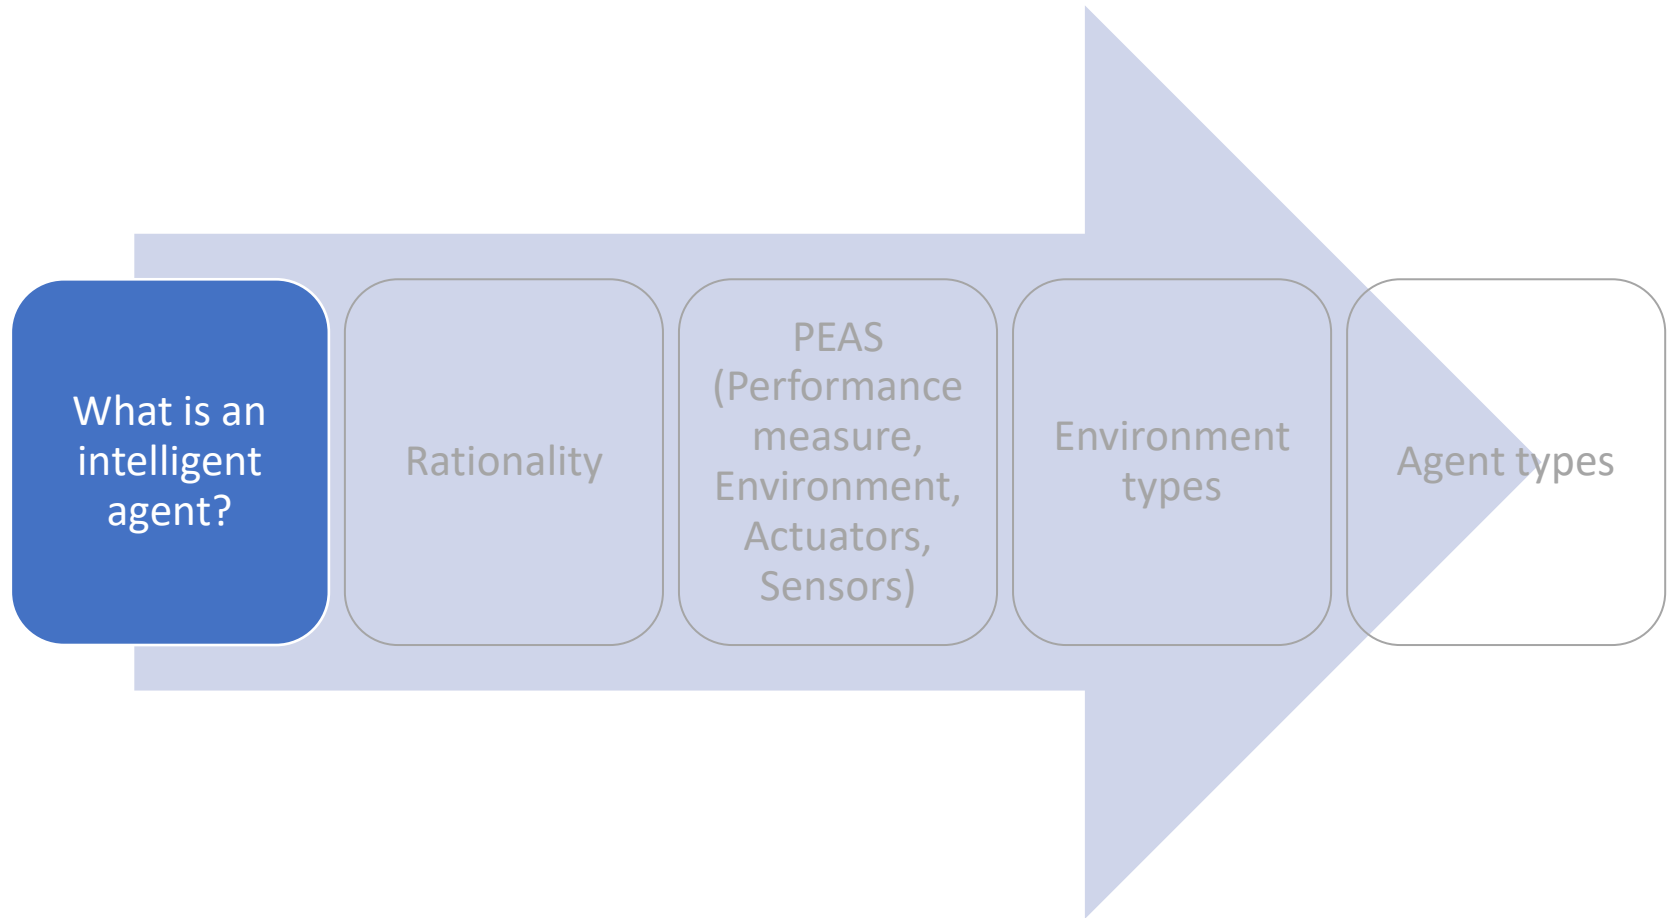 What is an
intelligent
agent?
Rationality
PEAS
(Performance
measure,
Environment,
Actuators,
Sensors)
Environment
types
Agent types